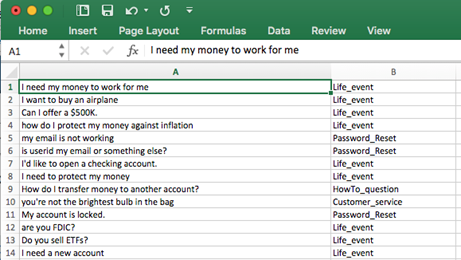 Home Insert Page Layout Formulas Data Review View
A1 fx I need my money to work for me
A B
1 I need my money to work for me Life_event
2 I want to buy an airplane Life_event
3 Can I offer a $500K. Life_event
4 how do I protect my money against inflation Life_event
5 my email is not working Password_Reset
6 is userid my email or something else? Password_Reset
7 I'd like to open a checking account. Life_event
8 I need to protect my money Life_event
9 How do I transfer money to another account? HowTo_question
10 you're not the brightest bulb in the bag Customer_service
11 My account is locked. Password_Reset
12 are you FDIC? Life_event
13 Do you sell ETFs? Life_event
14 I need a new account Life_event